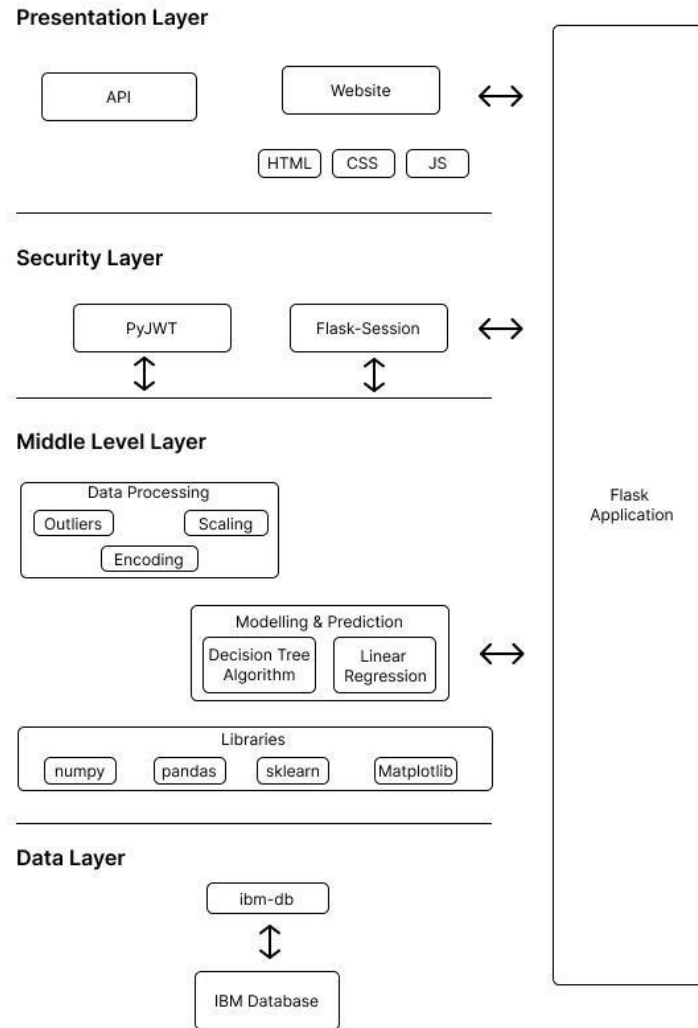 Presentation Layer
API
Website
HTML
CSS
JS
Security Layer
PyJWT
Flask-Session
Middle Level Layer
Data Processing
Outliers
Scaling
Encoding
Modelling & Prediction
Decision Tree
Algorithm
Linear
Regression
Libraries
numpy
pandas
sklearn
Matplotlib
Data Layer
ibm-db
IBM Database
Flask
Application